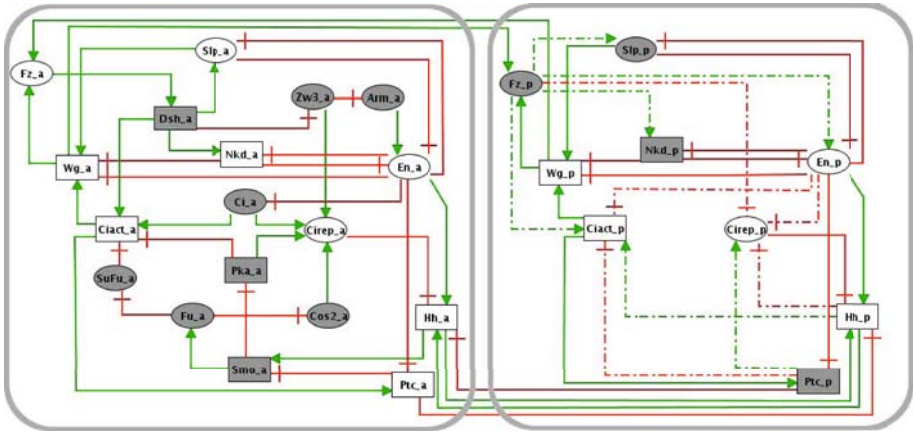 Slp_a
Fz_a
Zw3_a
Arm_a
Dsh_a
Nkd_a
Wg_a
En_a
Ci_a
Ciact_a
Cirep_a
Pka_a
SuFu_a
Fu_a
Cos2_a
Hh_a
Smo_a
Ptc_a
Slp_p
Fz_p
Nkd_p
En_p
Wg_p
Ciact_p
Cirep_p
Hh_p
Ptc_p